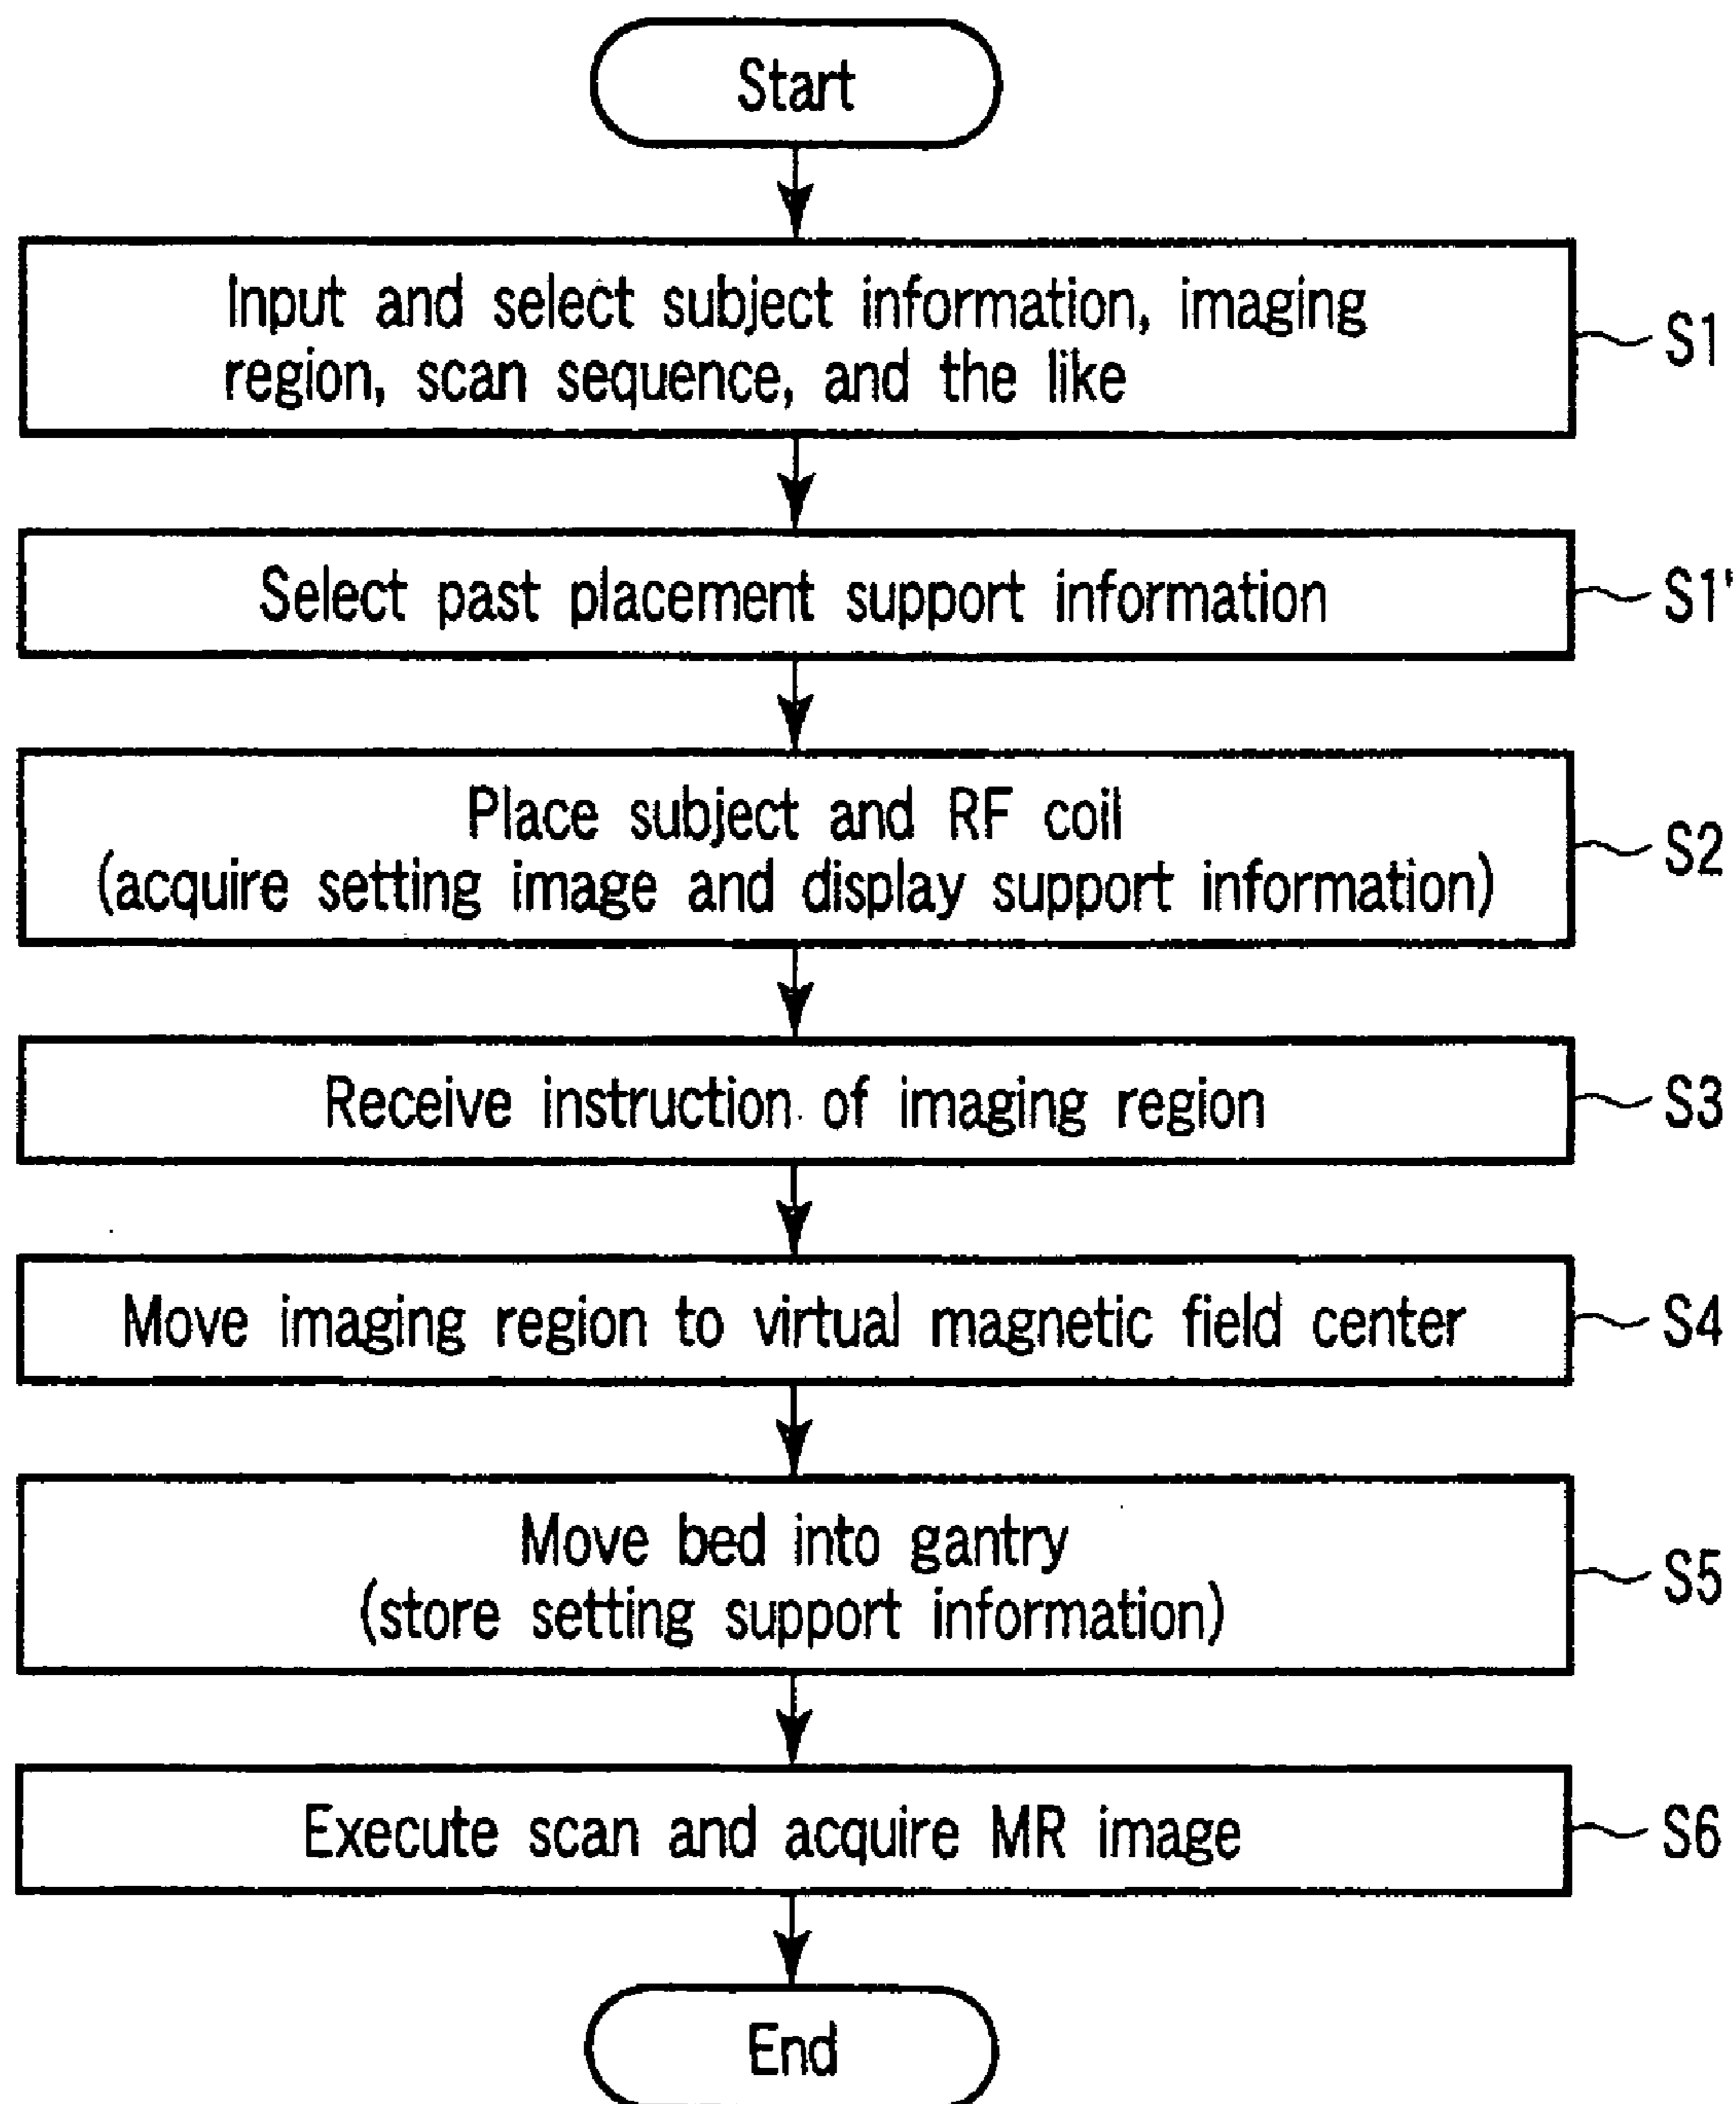 Start
Input and select subject information, imaging
region, scan sequence, and the like
S1
Select past placement support information
S1'
Place subject and RF coil
(acquire setting image and display support information)
S2
Receive instruction of imaging region
S3
Move imaging region to virtual magnetic field center
S4
Move bed into gantry
(store setting support information)
S5
Execute scan and acquire MR image
S6
End